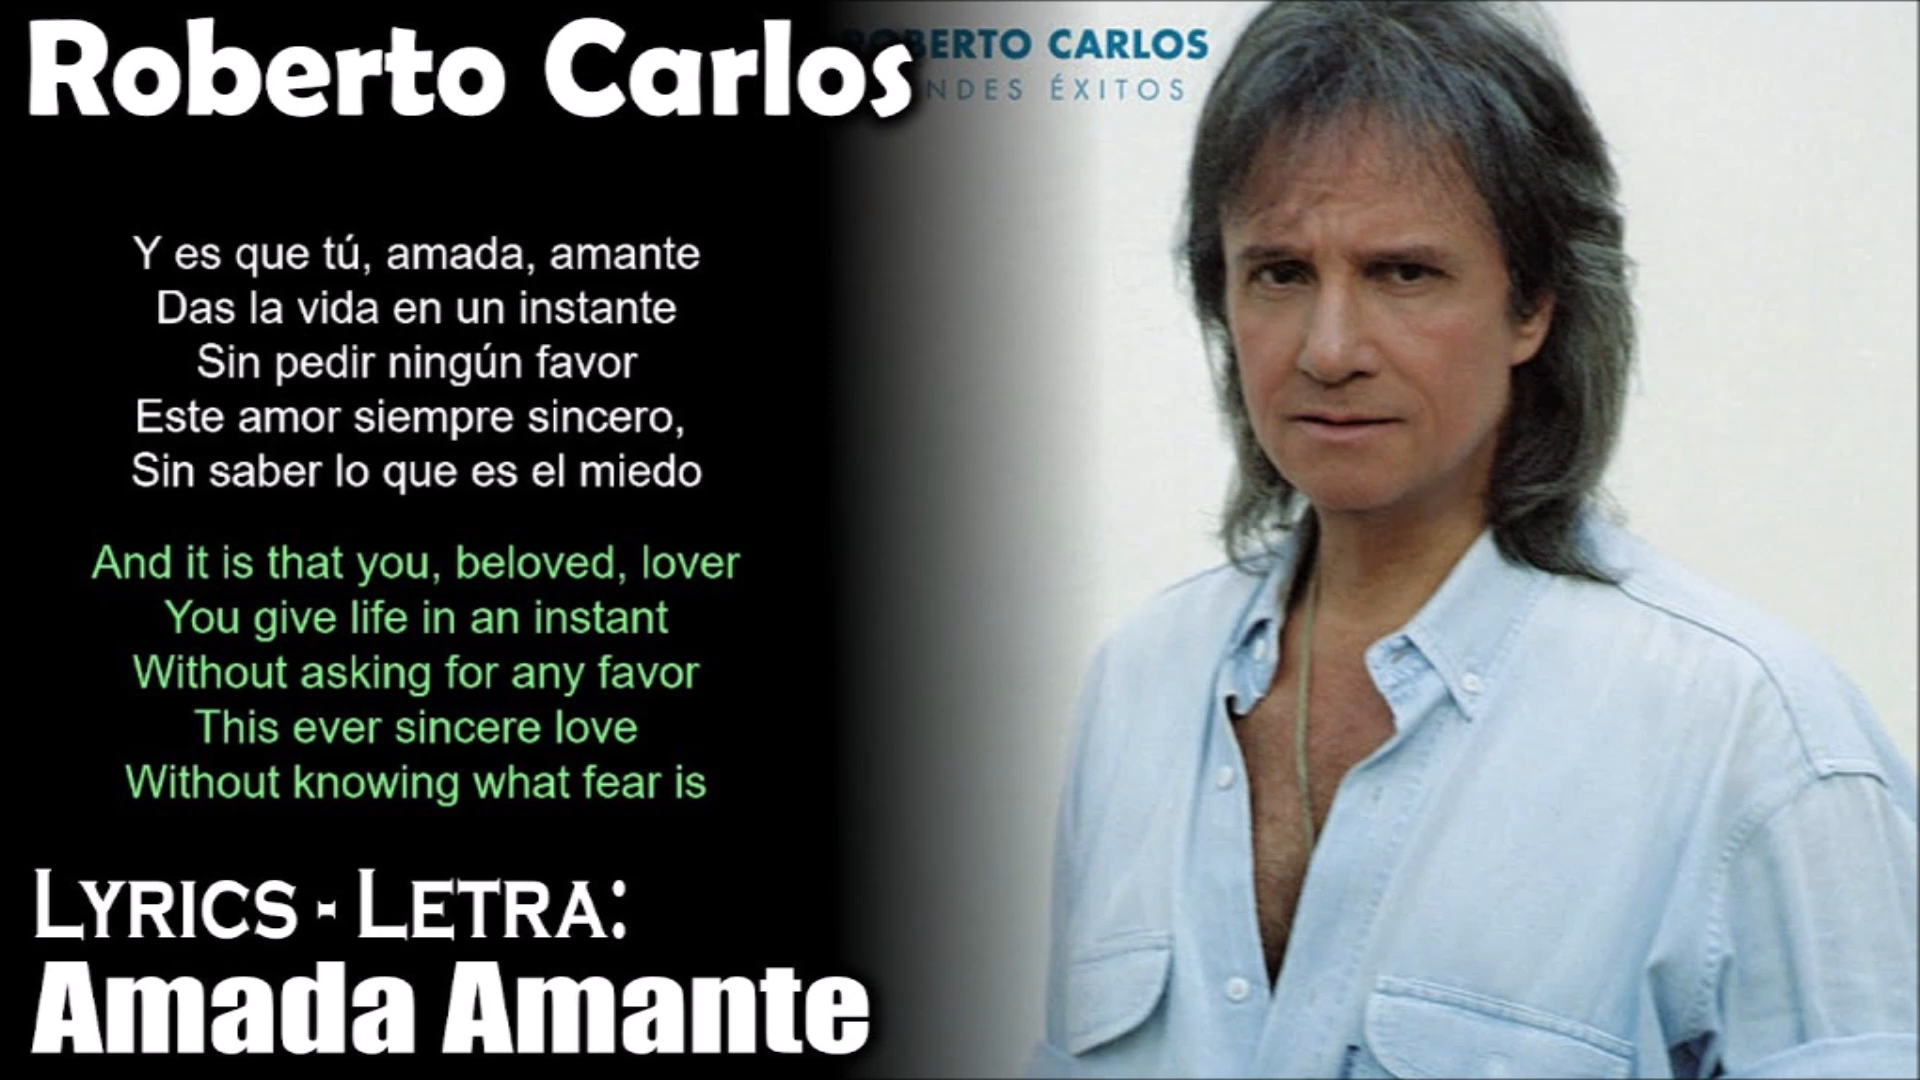 Roberto Carlos
ROBERTO CARLOS
NDES ÉXITOS
Y es que tú, amada, amante
Das la vida en un instante
Sin pedir ningún favor
Este amor siempre sincero,
Sin saber lo que es el miedo
And it is that you, beloved, lover
You give life in an instant
Without asking for any favor
This ever sincere love
Without knowing what fear is
LYRICS - LETRA:
Amada Amante